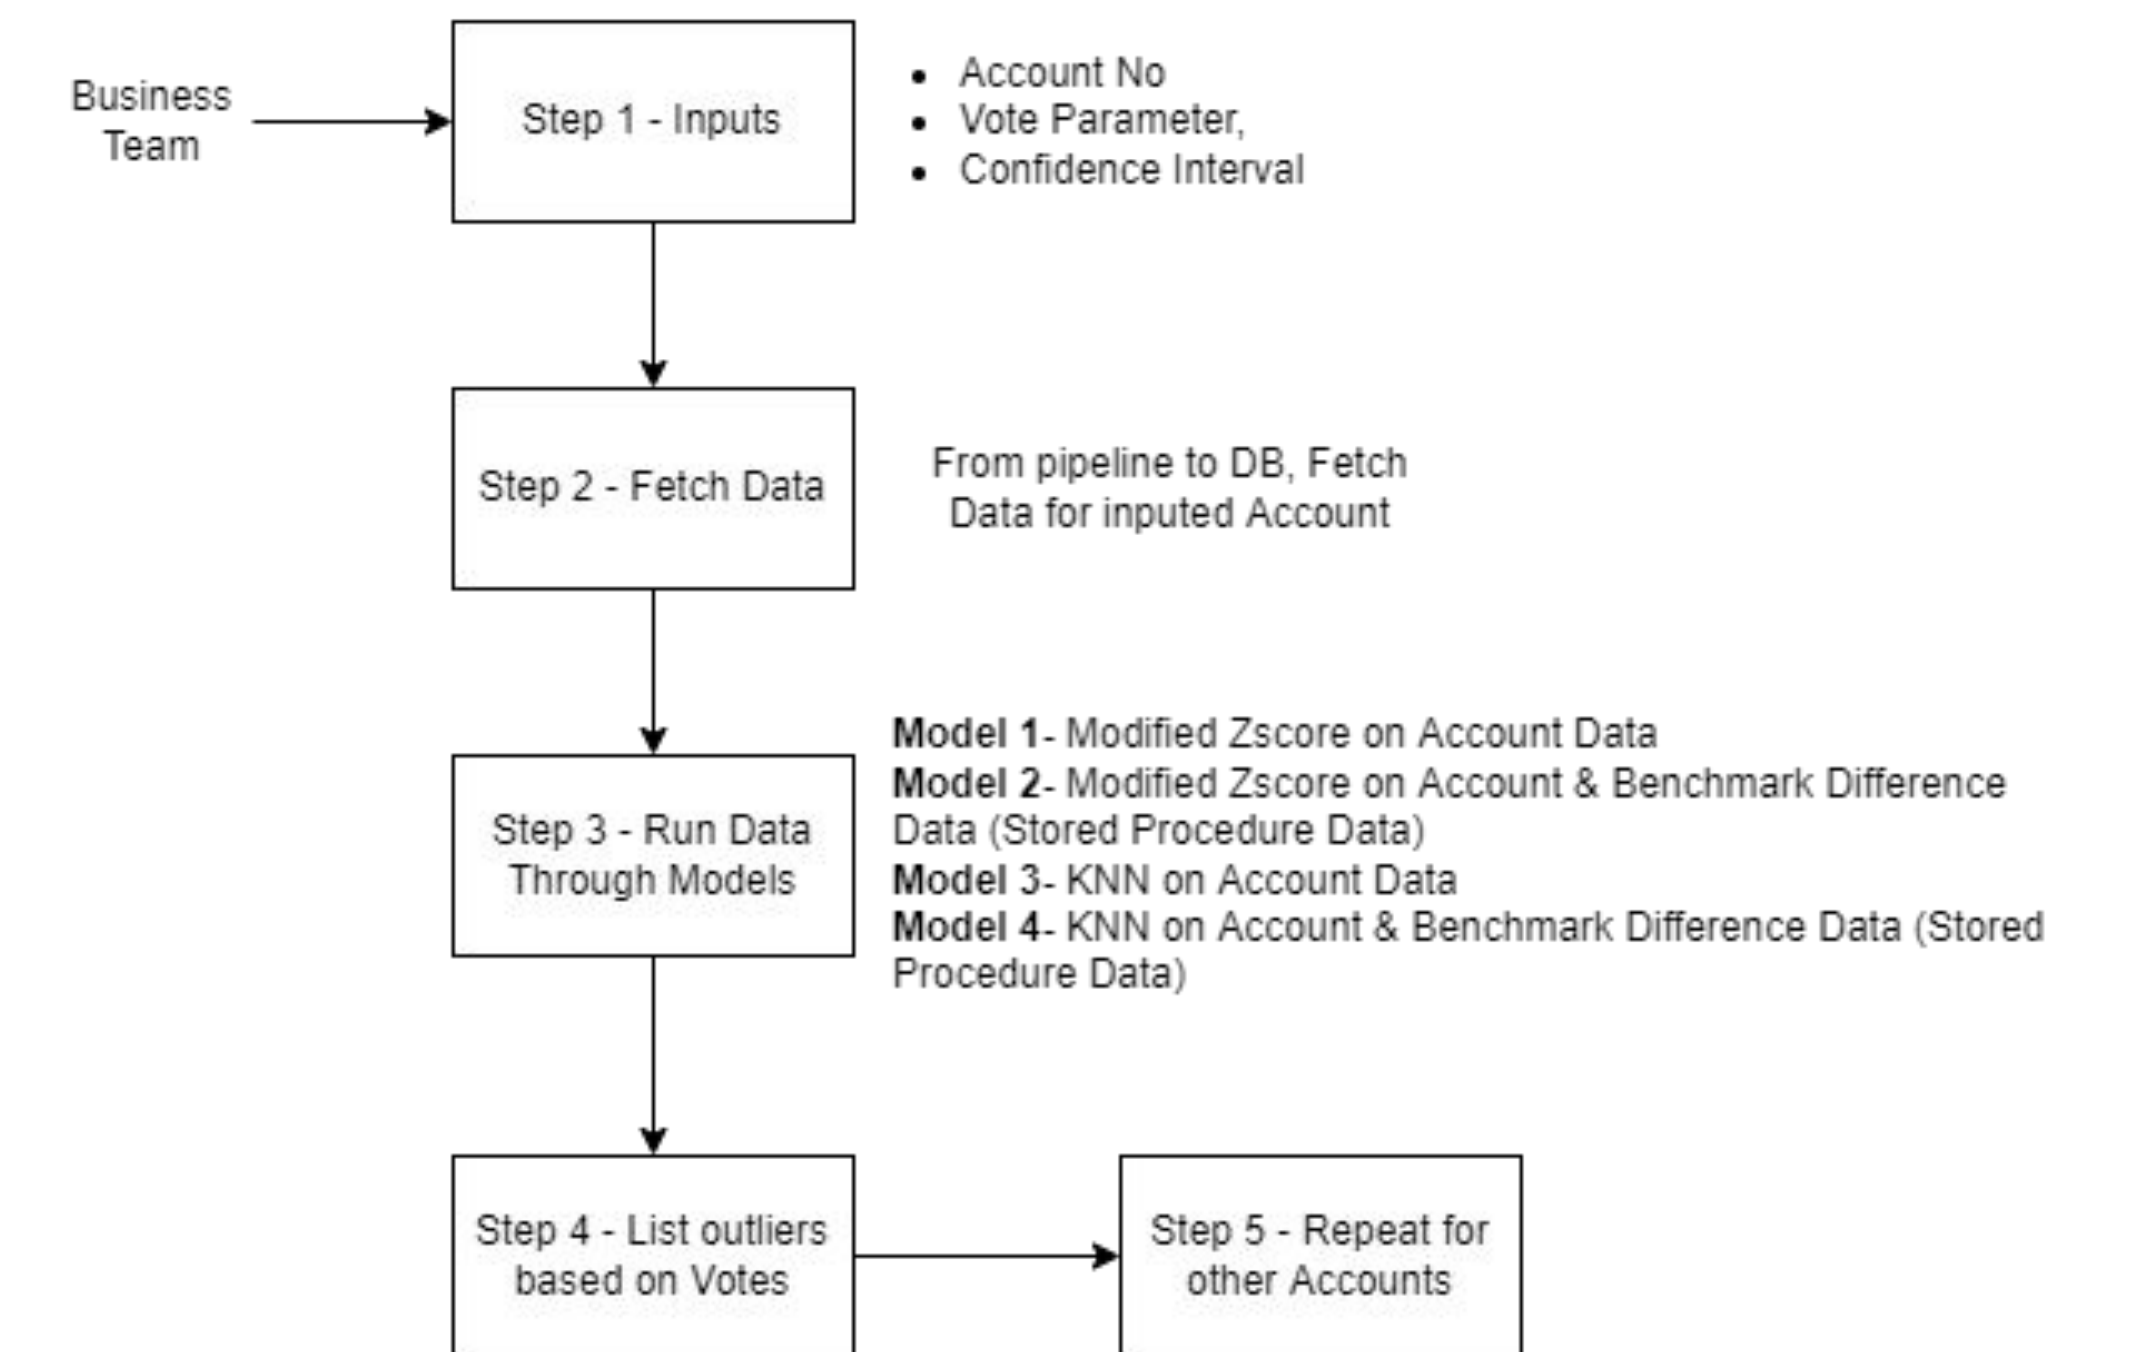 Business
Team
Step 1 - Inputs
• Account No
• Vote Parameter,
• Confidence Interval
Step 2 - Fetch Data
From pipeline to DB, Fetch
Data for inputed Account
Step 3 - Run Data
Through Models
Model 1- Modified Zscore on Account Data
Model 2- Modified Zscore on Account & Benchmark Difference
Data (Stored Procedure Data)
Model 3- KNN on Account Data
Model 4- KNN on Account & Benchmark Difference Data (Stored
Procedure Data)
Step 4 - List outliers
based on Votes
Step 5 - Repeat for
other Accounts